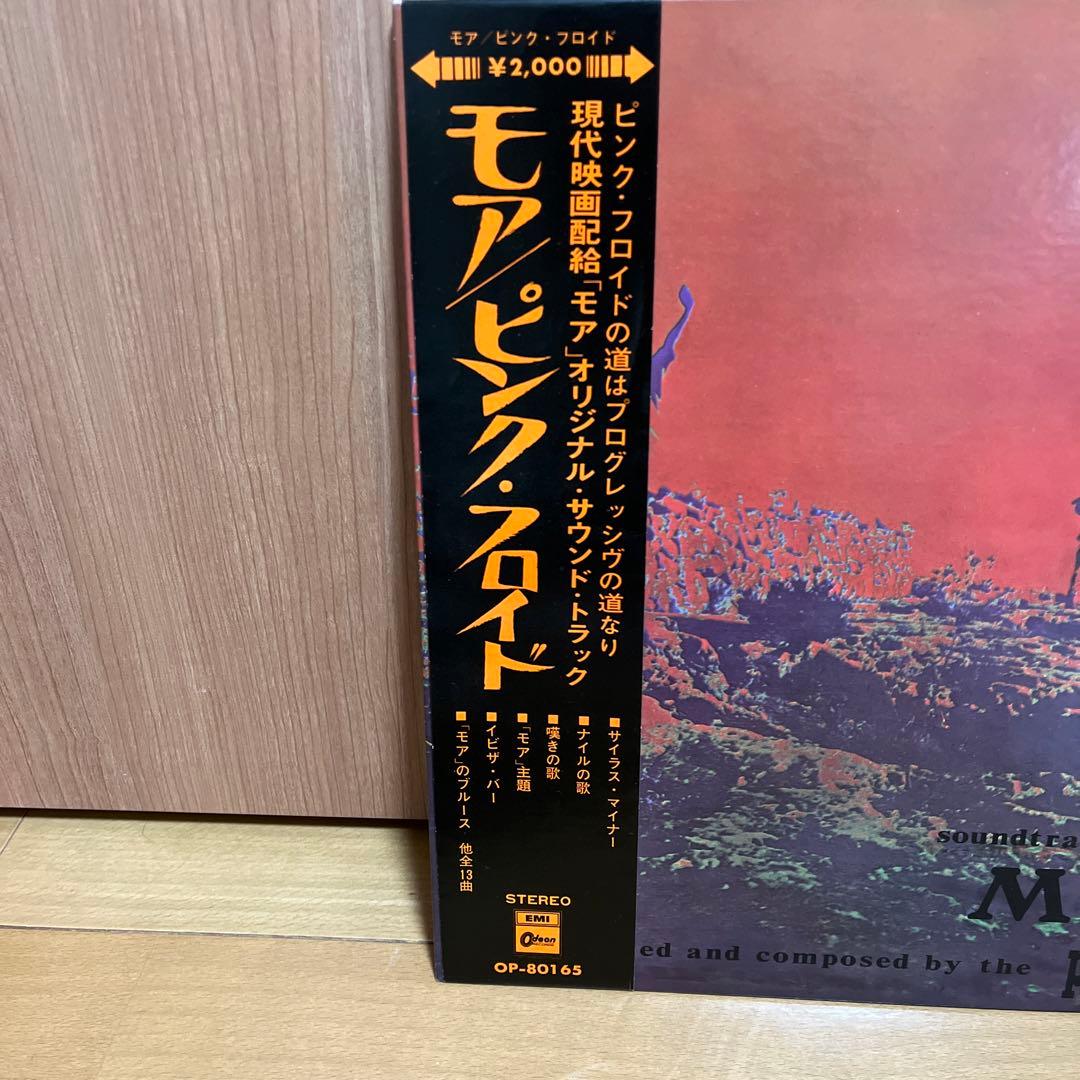 モア／ピンク・フロイド
¥2,000
ピンク・フロイドの道はプログレッシヴの道なり
現代映画配給「モア」オリジナル・サウンド・トラック
モア/ピンク・フロイド
■サイラス・マイナー
■ナイルの歌
■嘆きの歌
■「モア」主題
■イビザ・バー
■「モア」のブルース 他全13曲
STEREO
EMI
Odeon
OP-80165
soundtra
M
ed and composed by the P